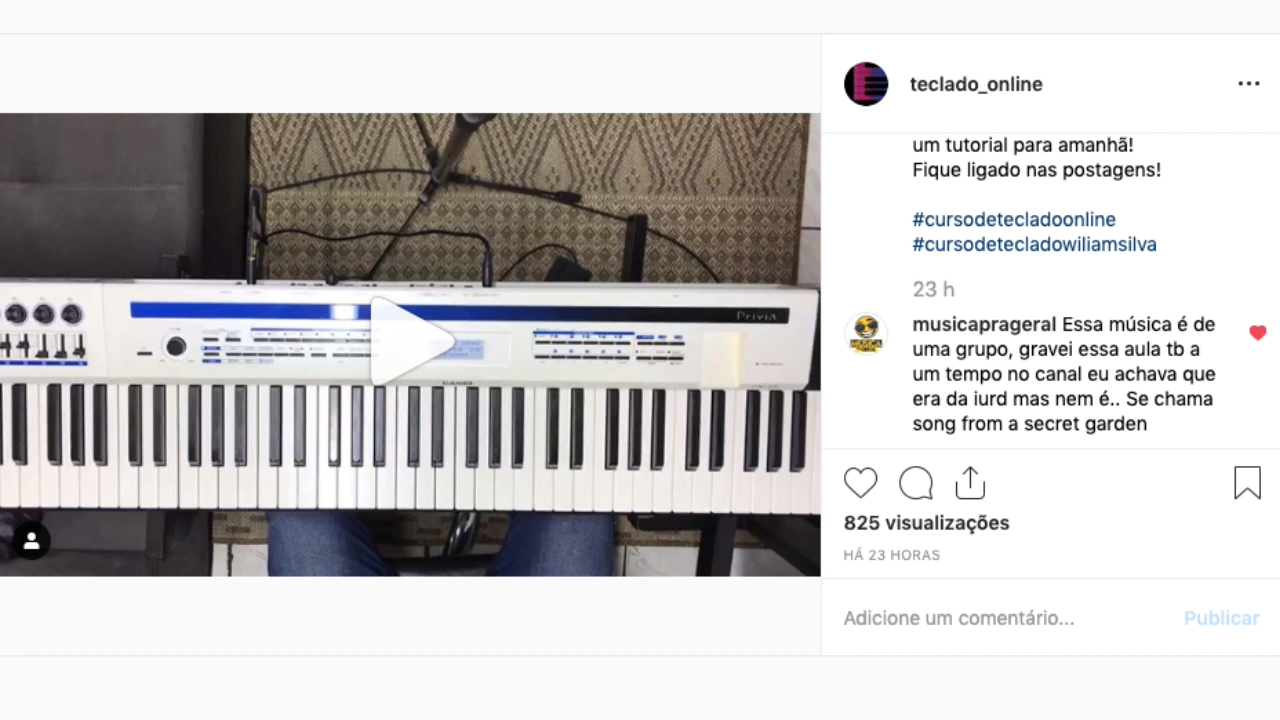 teclado_online
um tutorial para amanhã!
Fique ligado nas postagens!
#cursodetecladoonline
#cursodetecladowiliamsilva
23 h
musicaprageral Essa música é de
uma grupo, gravei essa aula tb a
um tempo no canal eu achava que
era da iurd mas nem é.. Se chama
song from a secret garden
825 visualizações
HÁ 23 HORAS
Adicione um comentário...
Publicar
Privia
CASIO